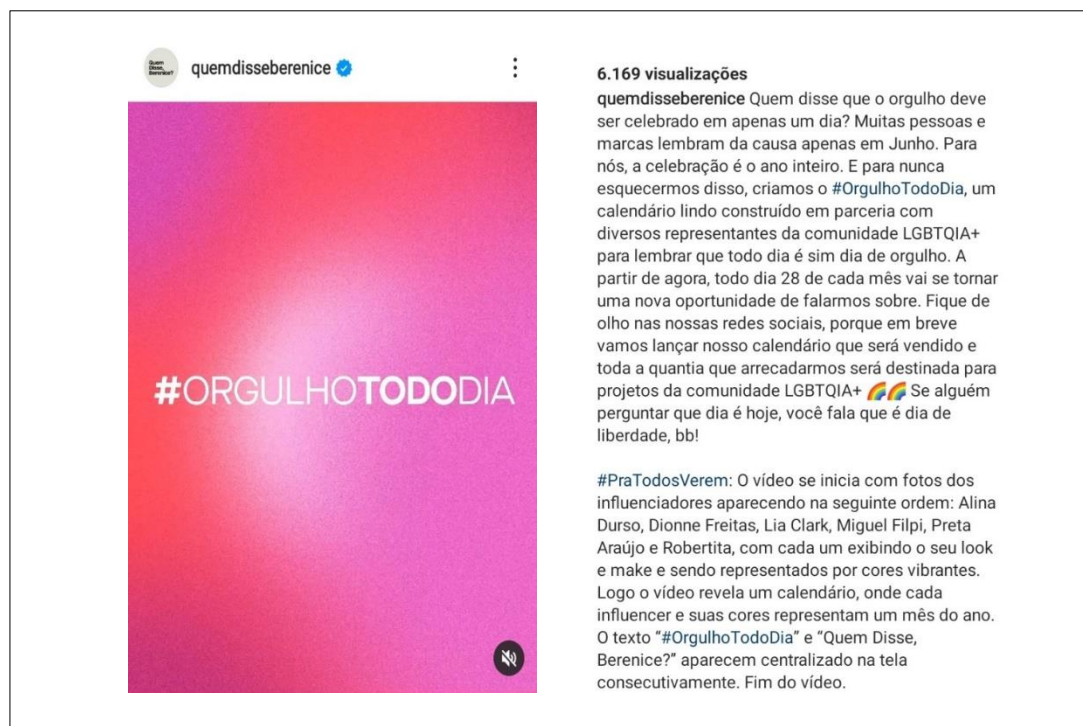 Quem
Disse,
Berenice?
quemdisseberenice
#ORGULHOTODODIA
6.169 visualizações
quemdisseberenice Quem disse que o orgulho deve
ser celebrado em apenas um dia? Muitas pessoas e
marcas lembram da causa apenas em Junho. Para
nós, a celebração é o ano inteiro. E para nunca
esquecermos disso, criamos o #OrgulhoTodoDia, um
calendário lindo construído em parceria com
diversos representantes da comunidade LGBTQIA+
para lembrar que todo dia é sim dia de orgulho. A
partir de agora, todo dia 28 de cada mês vai se tornar
uma nova oportunidade de falarmos sobre. Fique de
olho nas nossas redes sociais, porque em breve
vamos lançar nosso calendário que será vendido e
toda a quantia que arrecadarmos será destinada para
projetos da comunidade LGBTQIA+ 🌈🌈 Se alguém
perguntar que dia é hoje, você fala que é dia de
liberdade, bb!
#PraTodosVerem: O vídeo se inicia com fotos dos
influenciadores aparecendo na seguinte ordem: Alina
Durso, Dionne Freitas, Lia Clark, Miguel Filpi, Preta
Araújo e Robertita, com cada um exibindo o seu look
e make e sendo representados por cores vibrantes.
Logo o vídeo revela um calendário, onde cada
influencer e suas cores representam um mês do ano.
O texto “#OrgulhoTodoDia” e “Quem Disse,
Berenice?” aparecem centralizado na tela
consecutivamente. Fim do vídeo.